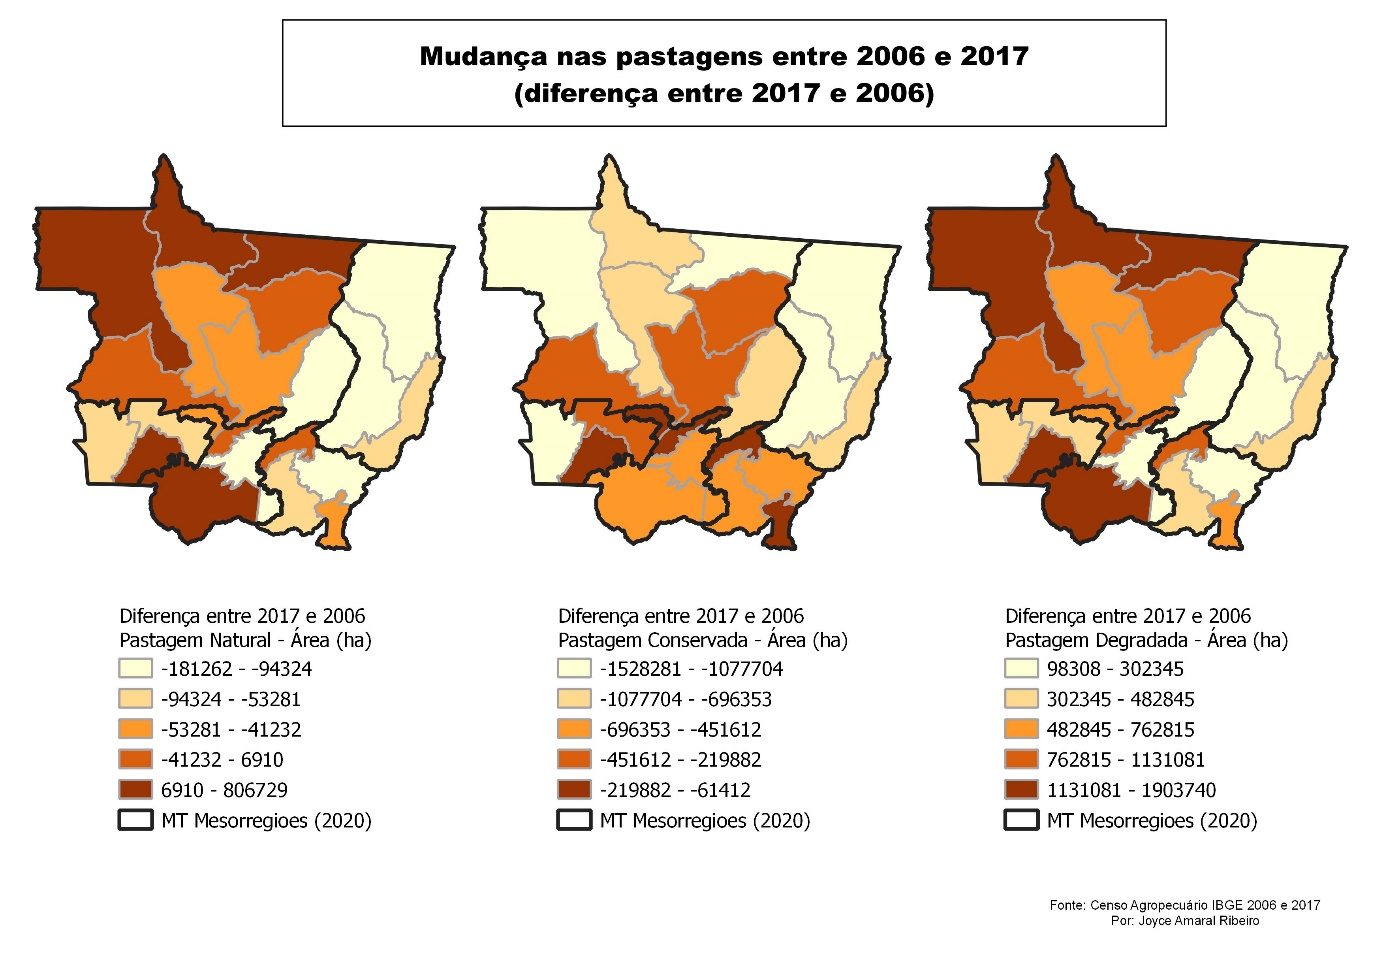 Mudança nas pastagens entre 2006 e 2017
(diferença entre 2017 e 2006)
Diferença entre 2017 e 2006
Pastagem Natural - Área (ha)
-181262 - -94324
-94324 - -53281
-53281 - -41232
-41232 - 6910
6910 - 806729
MT Mesorregioes (2020)
Diferença entre 2017 e 2006
Pastagem Conservada - Área (ha)
-1528281 - -1077704
-1077704 - -696353
-696353 - -451612
-451612 - -219882
-219882 - -61412
MT Mesorregioes (2020)
Diferença entre 2017 e 2006
Pastagem Degradada - Área (ha)
98308 - 302345
302345 - 482845
482845 - 762815
762815 - 1131081
1131081 - 1903740
MT Mesorregioes (2020)
Fonte: Censo Agropecuário IBGE 2006 e 2017
Por: Joyce Amaral Ribeiro